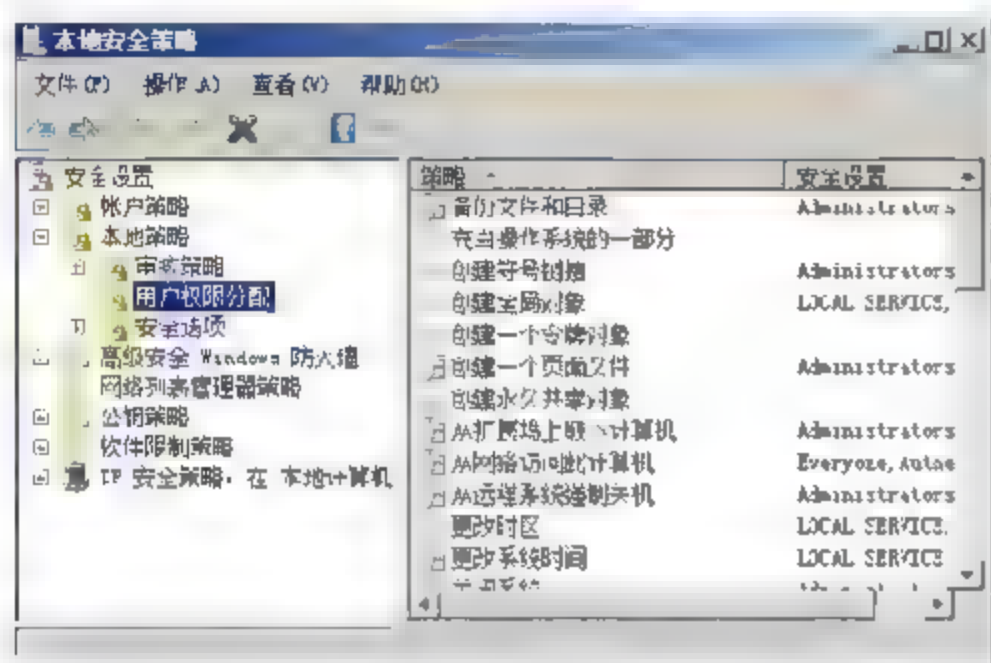 本地安全策略
文件(F) 操作(A) 查看(V) 帮助(H)
安全设置
帐户策略
本地策略
审核策略
用户权限分配
安全选项
高级安全 Windows 防火墙
网络列表管理器策略
公钥策略
软件限制策略
IP 安全策略，在 本地计算机
策略 安全设置
备份文件和目录 Administrators
充当操作系统的一部分
创建符号链接 Administrators
创建全局对象 LOCAL SERVICE,
创建一个令牌对象
创建一个页面文件 Administrators
创建永久共享对象
从扩展坞上取下计算机 Administrators
从网络访问此计算机 Everyone,Authe
从远程系统强制关机 Administrators
更改时区 LOCAL SERVICE,
更改系统时间 LOCAL SERVICE
关闭系统